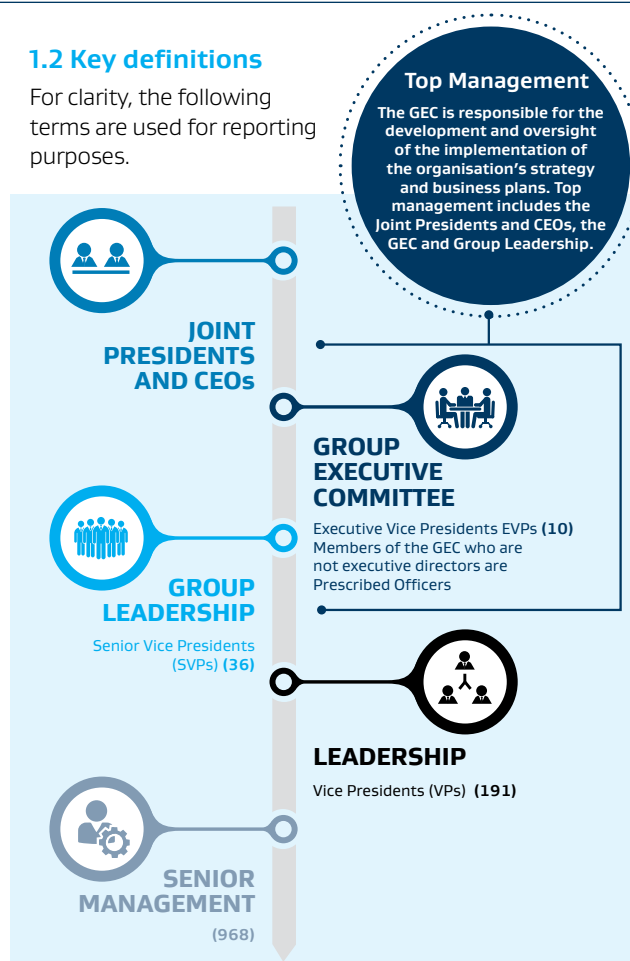 1.2 Key definitions
For clarity, the following
terms are used for reporting
purposes.
Top Management
The GEC is responsible for the
development and oversight
of the implementation of
the organisation's strategy
and business plans. Top
management includes the
Joint Presidents and CEOs, the
GEC and Group Leadership.
JOINT
PRESIDENTS
AND CEOs
GROUP
EXECUTIVE
COMMITTEE
Executive Vice Presidents EVPs (10)
Members of the GEC who are
not executive directors are
Prescribed Officers
GROUP
LEADERSHIP
Senior Vice Presidents
(SVPs) (36)
LEADERSHIP
Vice Presidents (VPs) (191)
SENIOR
MANAGEMENT
(968)